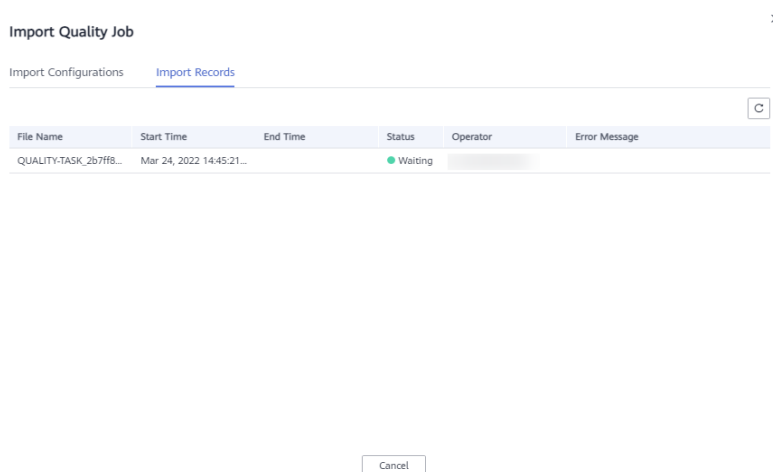 Import Quality Job
Import Configurations Import Records
File Name Start Time End Time Status Operator Error Message
QUALITY-TASK_2b7ff8... Mar 24, 2022 14:45:21... Waiting
Cancel